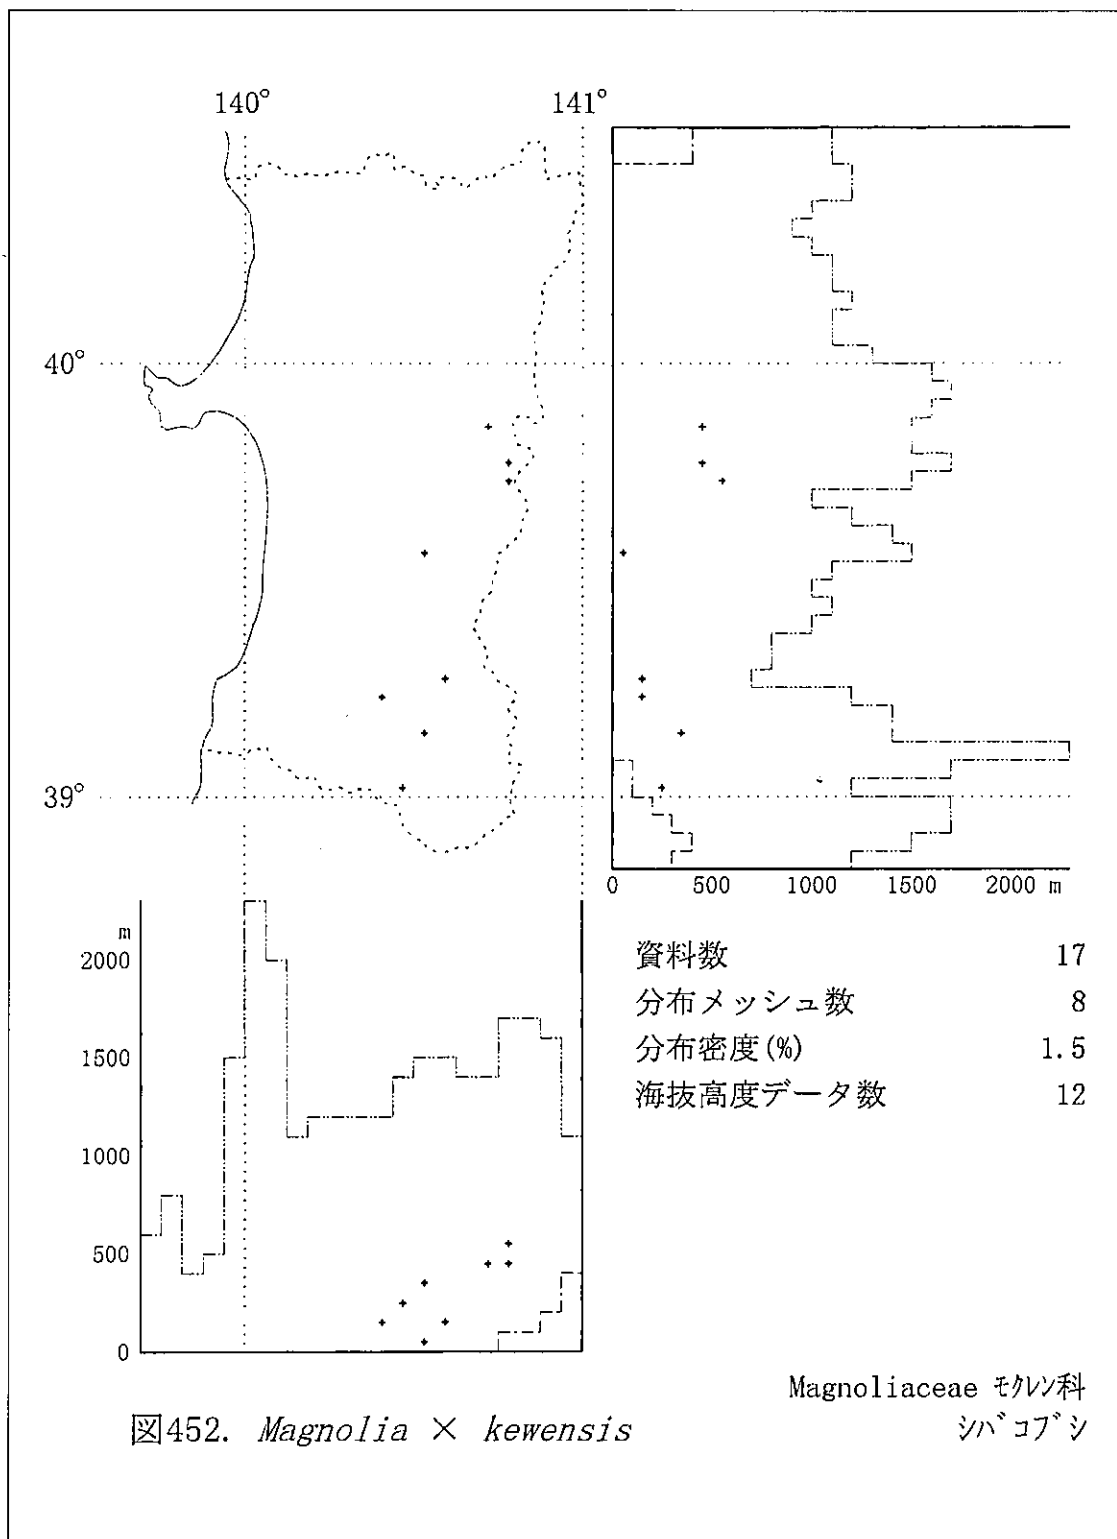 140°
141°
40°
39°
0 500 1000 1500 2000 m
m
2000
1500
1000
500
0
資料数 17
分布メッシュ数 8
分布密度(%) 1.5
海抜高度データ数 12
Magnoliaceae モクレン科
シバコブシ
図452. Magnolia × kewensis